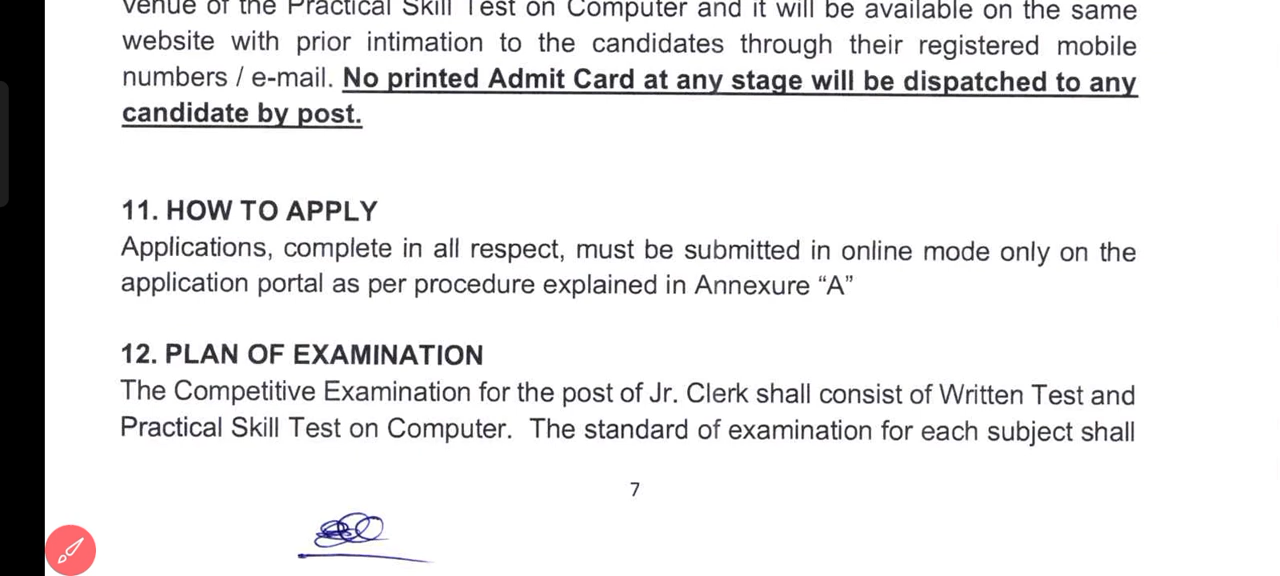 venue of the Practical Skill Test on Computer and it will be available on the same
website with prior intimation to the candidates through their registered mobile
numbers / e-mail. No printed Admit Card at any stage will be dispatched to any
candidate by post.
11. HOW TO APPLY
Applications, complete in all respect, must be submitted in online mode only on the
application portal as per procedure explained in Annexure “A”
12. PLAN OF EXAMINATION
The Competitive Examination for the post of Jr. Clerk shall consist of Written Test and
Practical Skill Test on Computer. The standard of examination for each subject shall
7